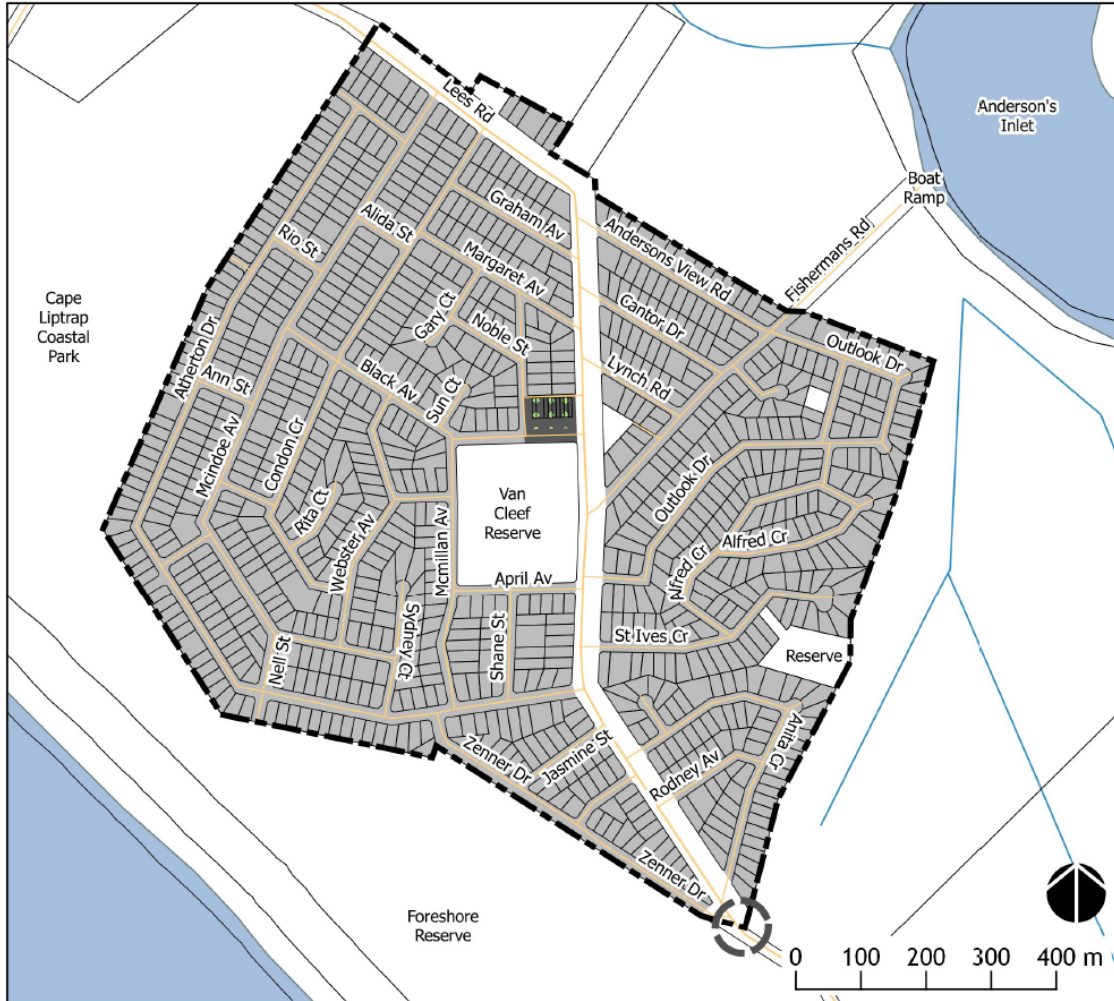 Lees Rd
Anderson's
Inlet
Boat
Ramp
Graham Av
Andersons View Rd
Fishermans Rd
Alida St
Rio St
Margaret Av
Cape
Liptrap
Coastal
Park
Gary Ct
Noble St
Cantor Dr
Outlook Dr
Atherton Dr
Lynch Rd
Black Av
Ann St
Sun Ct
Mcindoe Av
Condon Cr
Outlook Dr
Van
Cleef
Reserve
Rita Ct
Webster Av
Mcmillan Av
Alfred Cr
Alfred Cr
April Av
Sydney Ct
Shane St
St Ives Cr
Nell St
Reserve
Zenner Dr
Jasmine St
Anita Cr
Rodney Av
Zenner Dr
Foreshore
Reserve
0 100 200 300 400 m